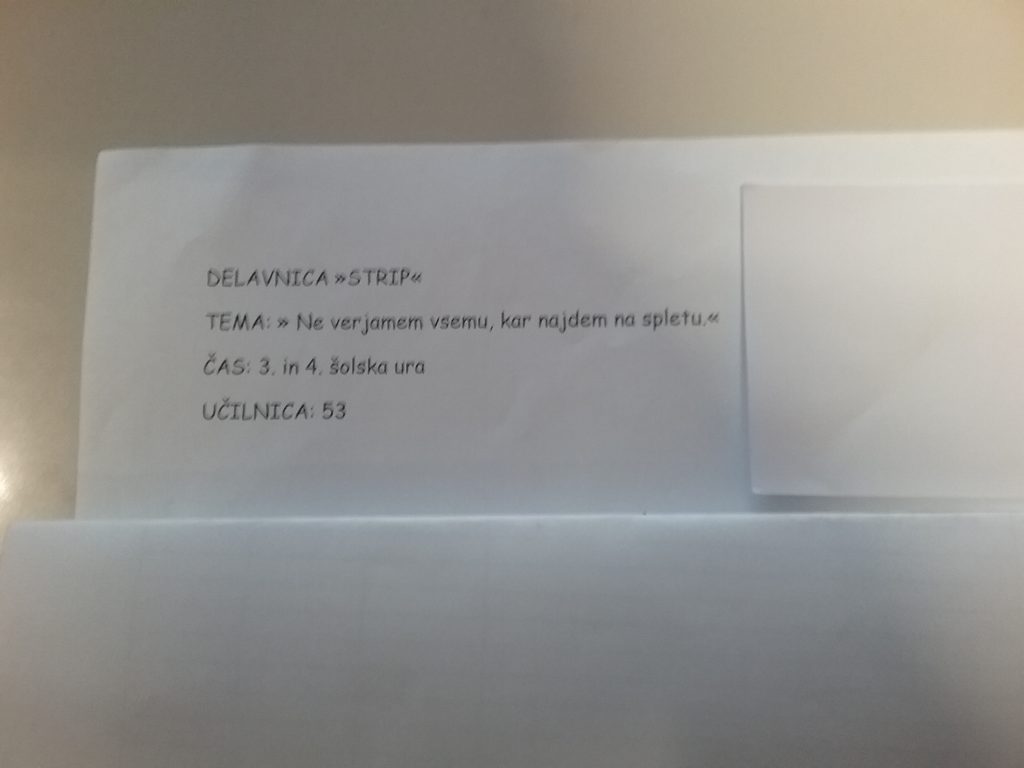 DELAVNICA »STRIP«
TEMA: » Ne verjamem vsemu, kar najdem na spletu.«
ČAS: 3. in 4. šolska ura
UČILNICA: 53